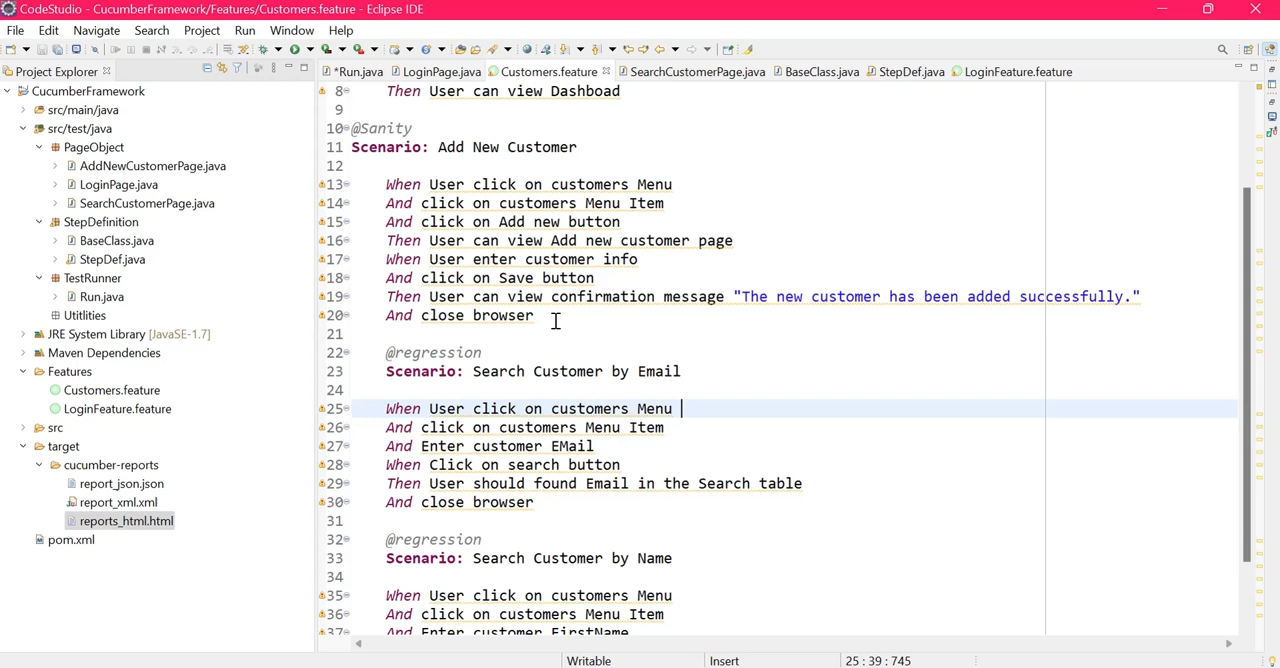 CodeStudio - CucumberFramework/Features/Customers.feature - Eclipse IDE
File Edit Navigate Search Project Run Window Help
Project Explorer
*Run.java LoginPage.java Customers.feature SearchCustomerPage.java BaseClass.java StepDef.java LoginFeature.feature
CucumberFramework
src/main/java
src/test/java
PageObject
AddNewCustomerPage.java
LoginPage.java
SearchCustomerPage.java
StepDefinition
BaseClass.java
StepDef.java
TestRunner
Run.java
Uitilities
JRE System Library [JavaSE-1.7]
Maven Dependencies
Features
Customers.feature
LoginFeature.feature
src
target
cucumber-reports
report_json.json
report_xml.xml
reports_html.html
pom.xml
8 Then User can view Dashboad
9
10 @Sanity
11 Scenario: Add New Customer
12
13 When User click on customers Menu
14 And click on customers Menu Item
15 And click on Add new button
16 Then User can view Add new customer page
17 When User enter customer info
18 And click on Save button
19 Then User can view confirmation message "The new customer has been added successfully."
20 And close browser
21
22 @regression
23 Scenario: Search Customer by Email
24
25 When User click on customers Menu
26 And click on customers Menu Item
27 And Enter customer EMail
28 When Click on search button
29 Then User should found Email in the Search table
30 And close browser
31
32 @regression
33 Scenario: Search Customer by Name
34
35 When User click on customers Menu
36 And click on customers Menu Item
37 And Enter customer FirstName
Writable Insert 25 : 39 : 745